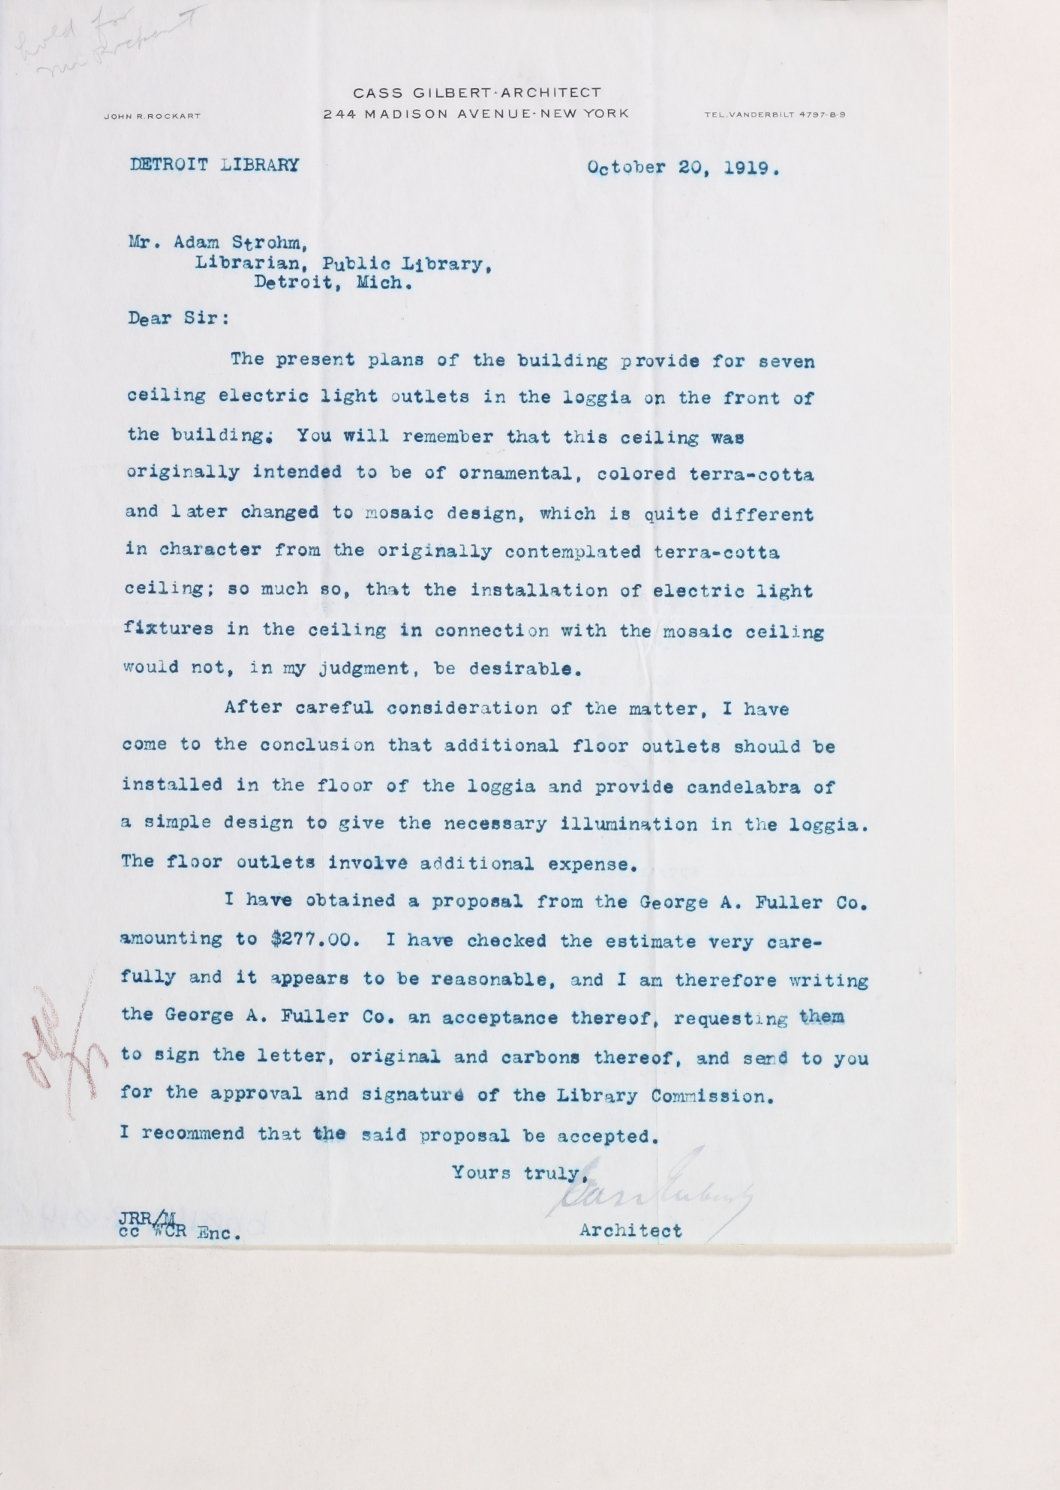 hold for
Mr Rockart
CASS GILBERT-ARCHITECT
JOHN R. ROCKART 244 MADISON AVENUE-NEW YORK TEL. VANDERBILT 4797-8-9
DETROIT LIBRARY October 20, 1919.
Mr. Adam Strohm,
Librarian, Public Library,
Detroit, Mich.
Dear Sir:
The present plans of the building provide for seven
ceiling electric light outlets in the loggia on the front of
the building. You will remember that this ceiling was
originally intended to be of ornamental, colored terra-cotta
and later changed to mosaic design, which is quite different
in character from the originally contemplated terra-cotta
ceiling; so much so, that the installation of electric light
fixtures in the ceiling in connection with the mosaic ceiling
would not, in my judgment, be desirable.
After careful consideration of the matter, I have
come to the conclusion that additional floor outlets should be
installed in the floor of the loggia and provide candelabra of
a simple design to give the necessary illumination in the loggia.
The floor outlets involve additional expense.
I have obtained a proposal from the George A. Fuller Co.
amounting to $277.00. I have checked the estimate very care-
fully and it appears to be reasonable, and I am therefore writing
the George A. Fuller Co. an acceptance thereof, requesting them
to sign the letter, original and carbons thereof, and send to you
for the approval and signature of the Library Commission.
I recommend that the said proposal be accepted.
Yours truly,
Cass Gilbert
JRR/M
cc WCR Enc. Architect